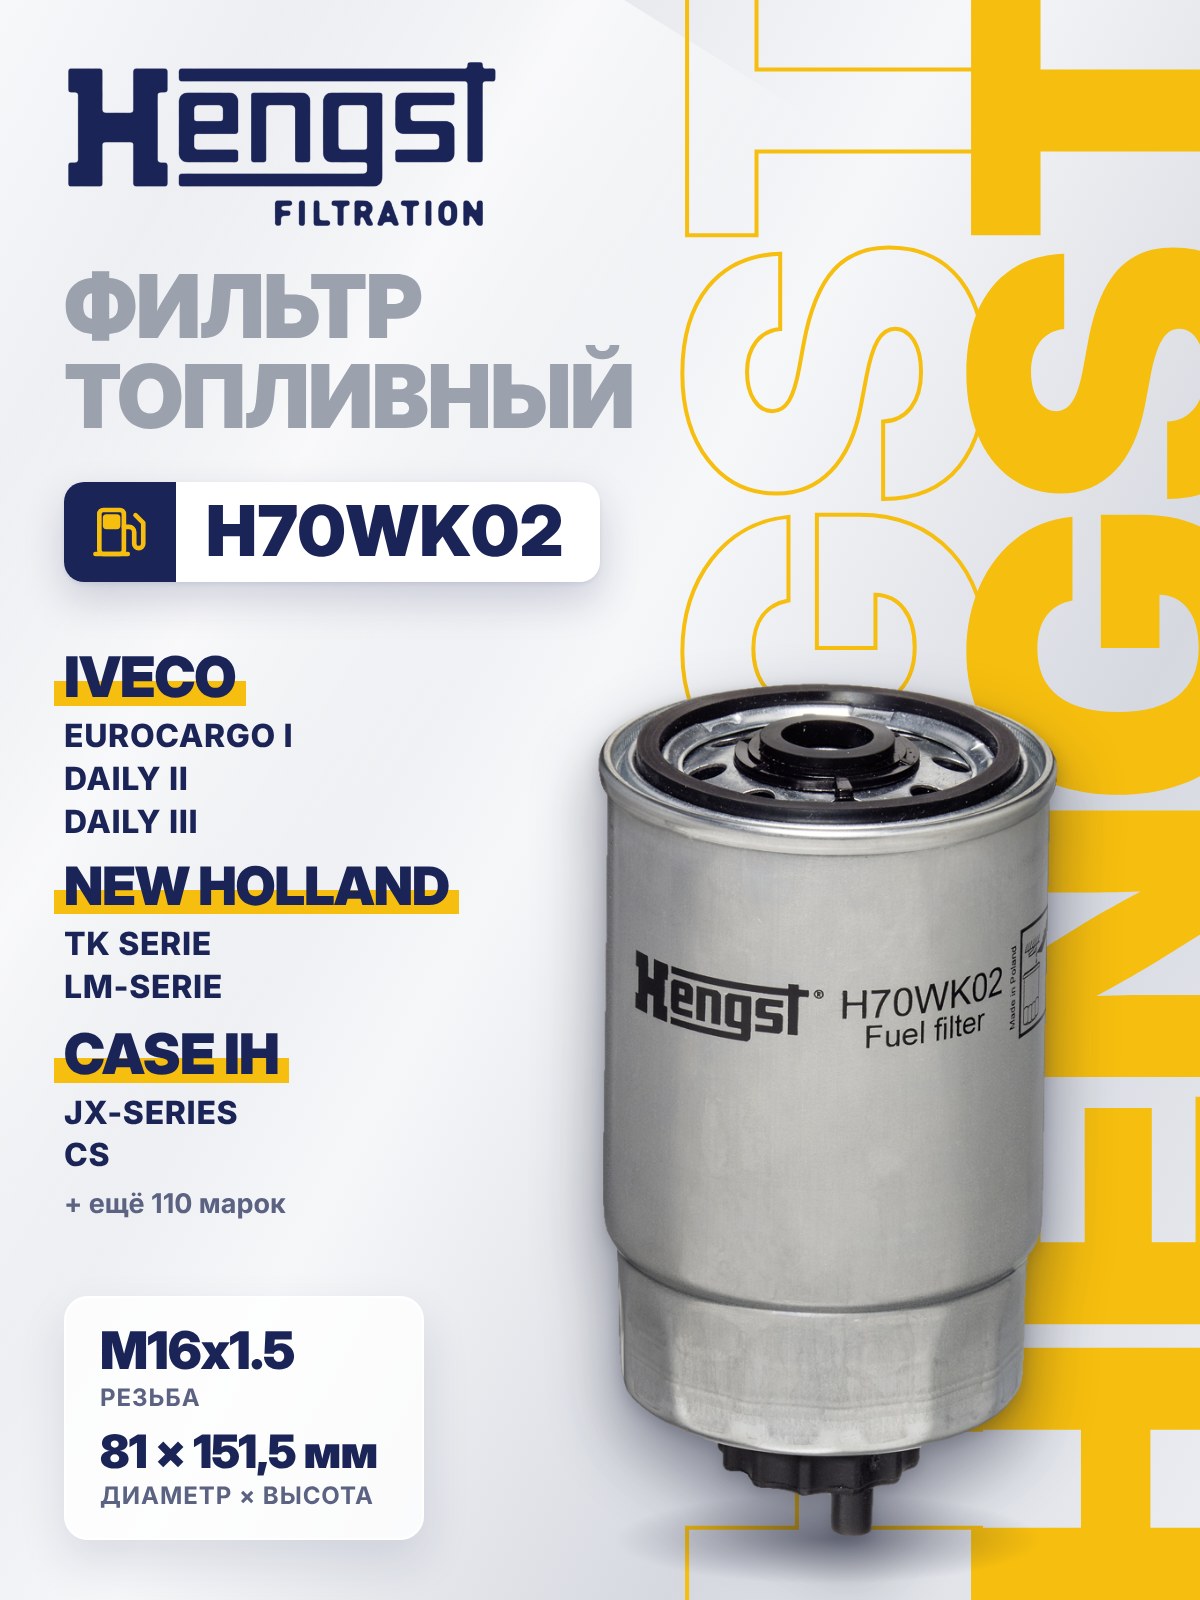 Hengst
FILTRATION
ФИЛЬТР
ТОПЛИВНЫЙ
H70WK02
IVECO
EUROCARGO I
DAILY II
DAILY III
NEW HOLLAND
TK SERIE
LM-SERIE
CASE IH
JX-SERIES
CS
+ ещё 110 марок
M16x1.5
РЕЗЬБА
81 × 151,5 мм
ДИАМЕТР × ВЫСОТА
Hengst® H70WK02
Fuel filter
Made in Poland
HENGST
HENGST